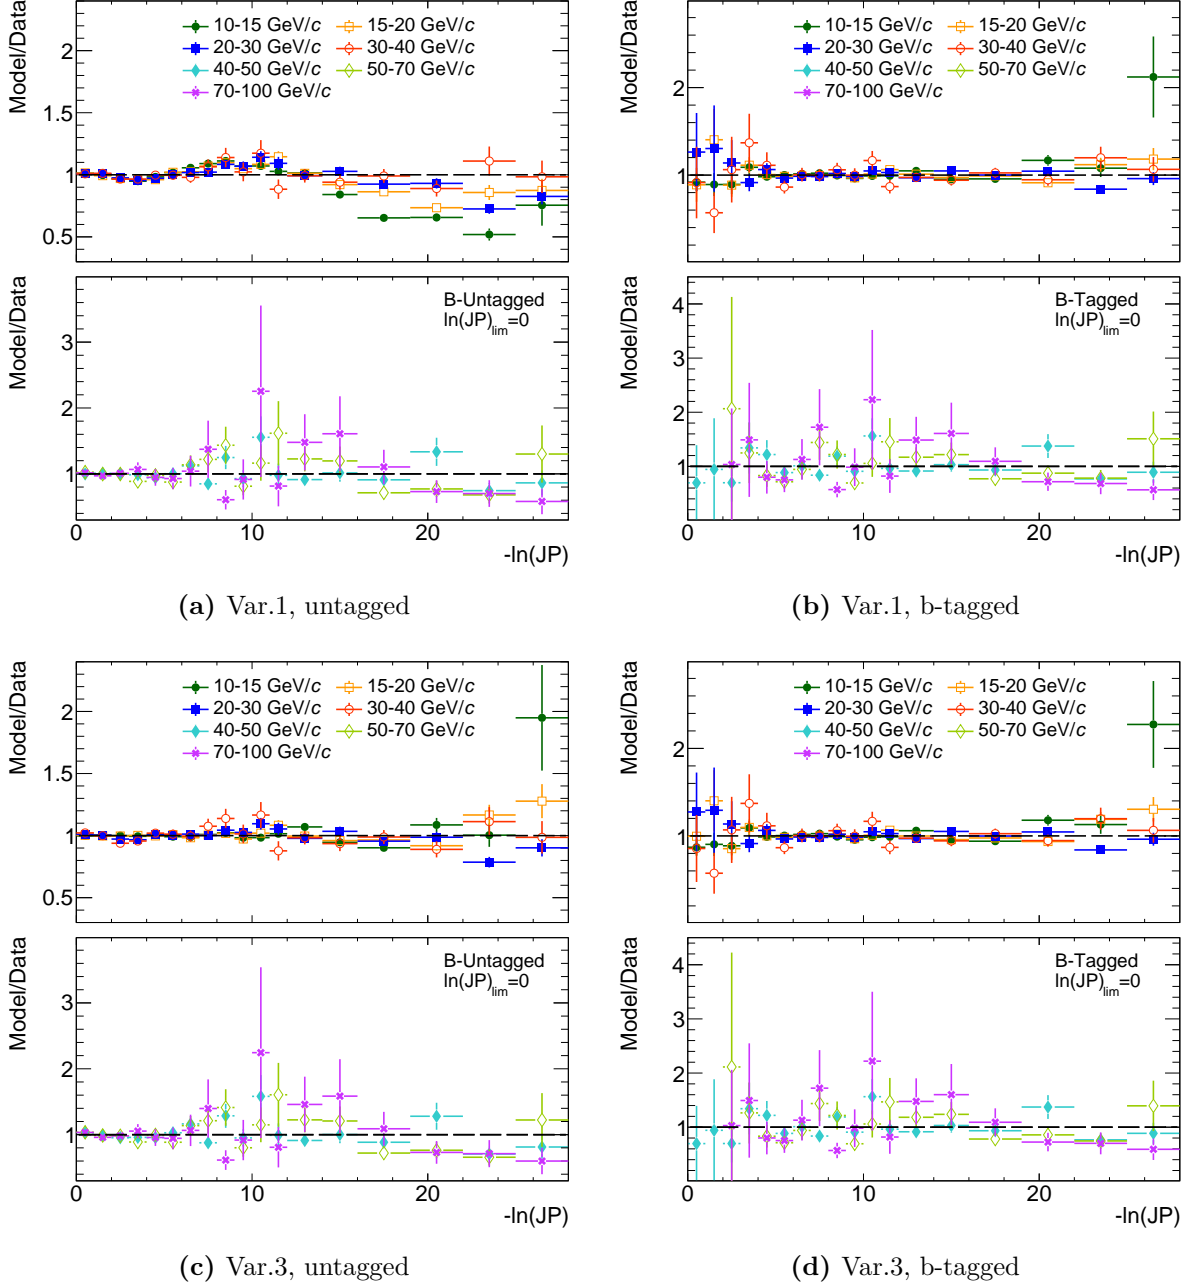 Model/Data
2
1.5
1
0.5
10-15 GeV/c
15-20 GeV/c
20-30 GeV/c
30-40 GeV/c
40-50 GeV/c
50-70 GeV/c
70-100 GeV/c
Model/Data
3
2
1
B-Untagged
ln(JP)lim=0
0
10
20
-ln(JP)
(a) Var.1, untagged
Model/Data
2
1
10-15 GeV/c
15-20 GeV/c
20-30 GeV/c
30-40 GeV/c
40-50 GeV/c
50-70 GeV/c
70-100 GeV/c
Model/Data
4
3
2
1
B-Tagged
ln(JP)lim=0
0
10
20
-ln(JP)
(b) Var.1, b-tagged
Model/Data
2
1.5
1
0.5
10-15 GeV/c
15-20 GeV/c
20-30 GeV/c
30-40 GeV/c
40-50 GeV/c
50-70 GeV/c
70-100 GeV/c
Model/Data
3
2
1
B-Untagged
ln(JP)lim=0
0
10
20
-ln(JP)
(c) Var.3, untagged
Model/Data
2
1
10-15 GeV/c
15-20 GeV/c
20-30 GeV/c
30-40 GeV/c
40-50 GeV/c
50-70 GeV/c
70-100 GeV/c
Model/Data
4
3
2
1
B-Tagged
ln(JP)lim=0
0
10
20
-ln(JP)
(d) Var.3, b-tagged